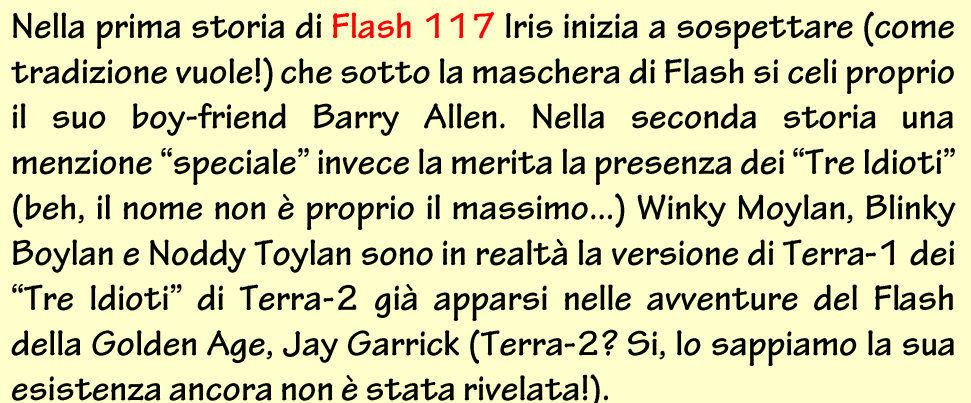 Nella prima storia di Flash 117 Iris inizia a sospettare (come
tradizione vuole!) che sotto la maschera di Flash si celi proprio
il suo boy-friend Barry Allen. Nella seconda storia una
menzione “speciale” invece la merita la presenza dei “Tre Idioti”
(beh, il nome non è proprio il massimo...) Winky Moylan, Blinky
Boylan e Noddy Toylan sono in realtà la versione di Terra-1 dei
“Tre Idioti” di Terra-2 già apparsi nelle avventure del Flash
della Golden Age, Jay Garrick (Terra-2? Si, lo sappiamo la sua
esistenza ancora non è stata rivelata!).